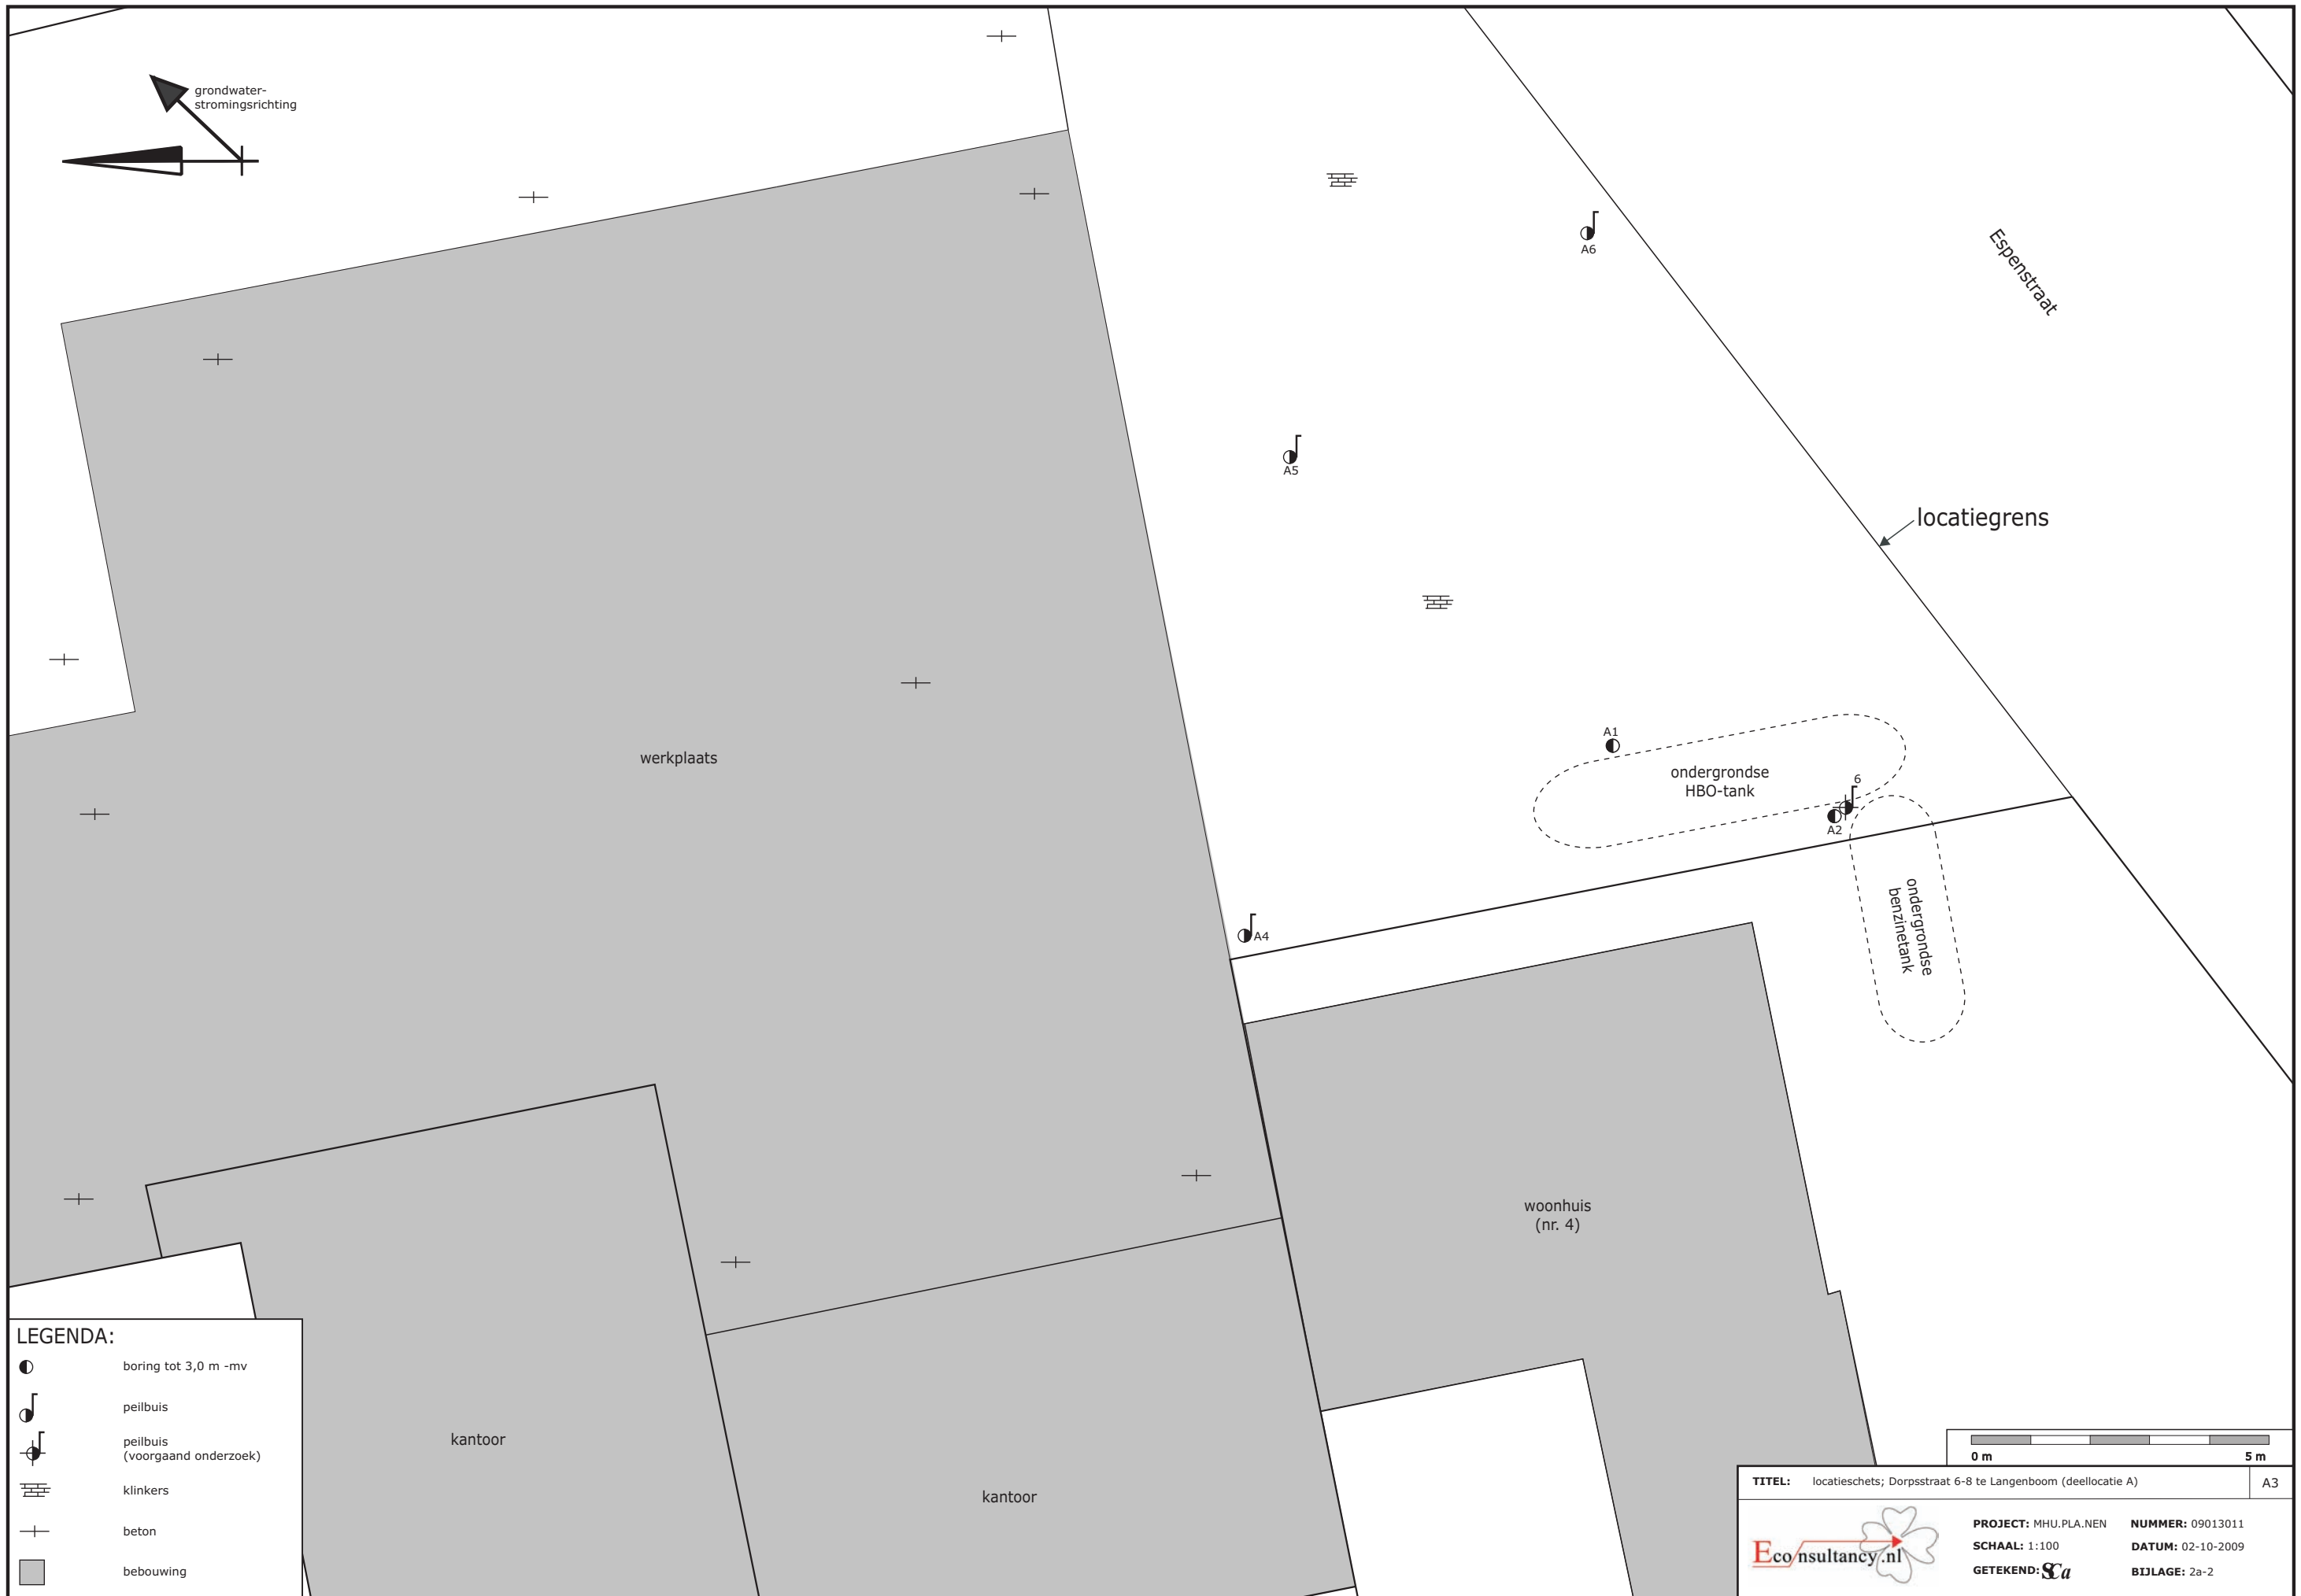 grondwater-
stromingsrichting
A6
Espenstraat
A5
locatiegrens
A1
werkplaats
ondergrondse
HBO-tank
6
A2
ondergrondse
benzinetank
A4
woonhuis
(nr. 4)
kantoor
kantoor
LEGENDA:
boring tot 3,0 m -mv
peilbuis
peilbuis
(voorgaand onderzoek)
klinkers
beton
bebouwing
0 m 5 m
TITEL: locatieschets; Dorpsstraat 6-8 te Langenboom (deellocatie A) A3
Econsultancy.nl
PROJECT: MHU.PLA.NEN NUMMER: 09013011
SCHAAL: 1:100 DATUM: 02-10-2009
GETEKEND: SCa BIJLAGE: 2a-2